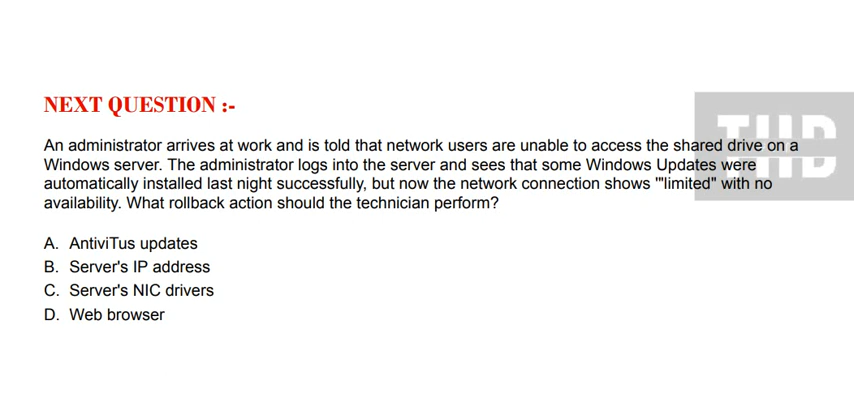 NEXT QUESTION :-
THD
An administrator arrives at work and is told that network users are unable to access the shared drive on a
Windows server. The administrator logs into the server and sees that some Windows Updates were
automatically installed last night successfully, but now the network connection shows '"limited" with no
availability. What rollback action should the technician perform?
A. AntiviTus updates
B. Server's IP address
C. Server's NIC drivers
D. Web browser